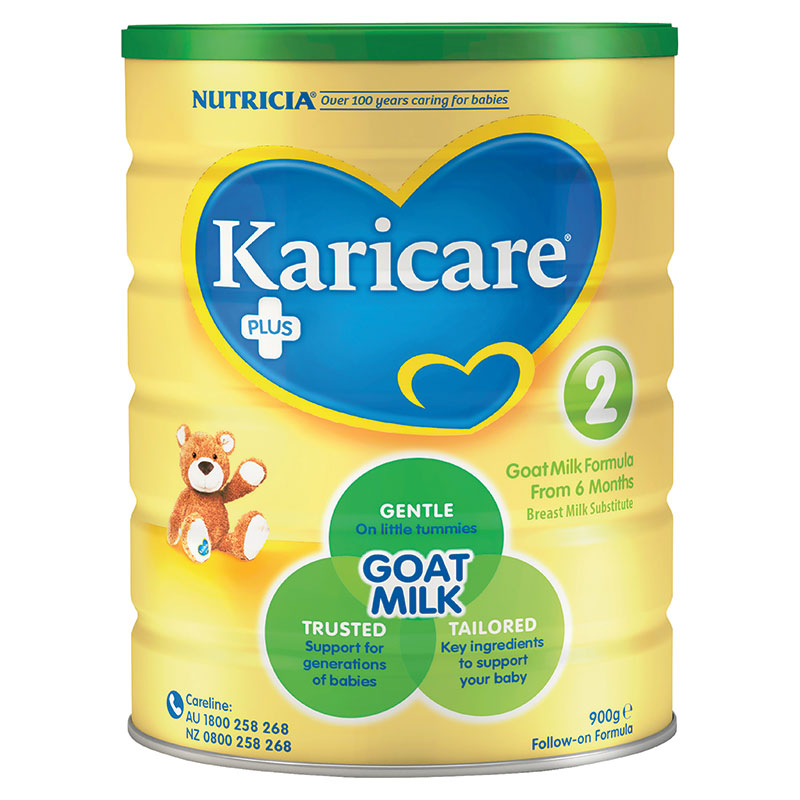 NUTRICIA® Over 100 years caring for babies
Karicare®
PLUS
2
Goat Milk Formula
From 6 Months
Breast Milk Substitute
GENTLE
On little tummies
GOAT
MILK
TRUSTED
Support for
generations
of babies
TAILORED
Key ingredients
to support
your baby
Careline:
AU 1800 258 268
NZ 0800 258 268
900g ℮
Follow-on Formula